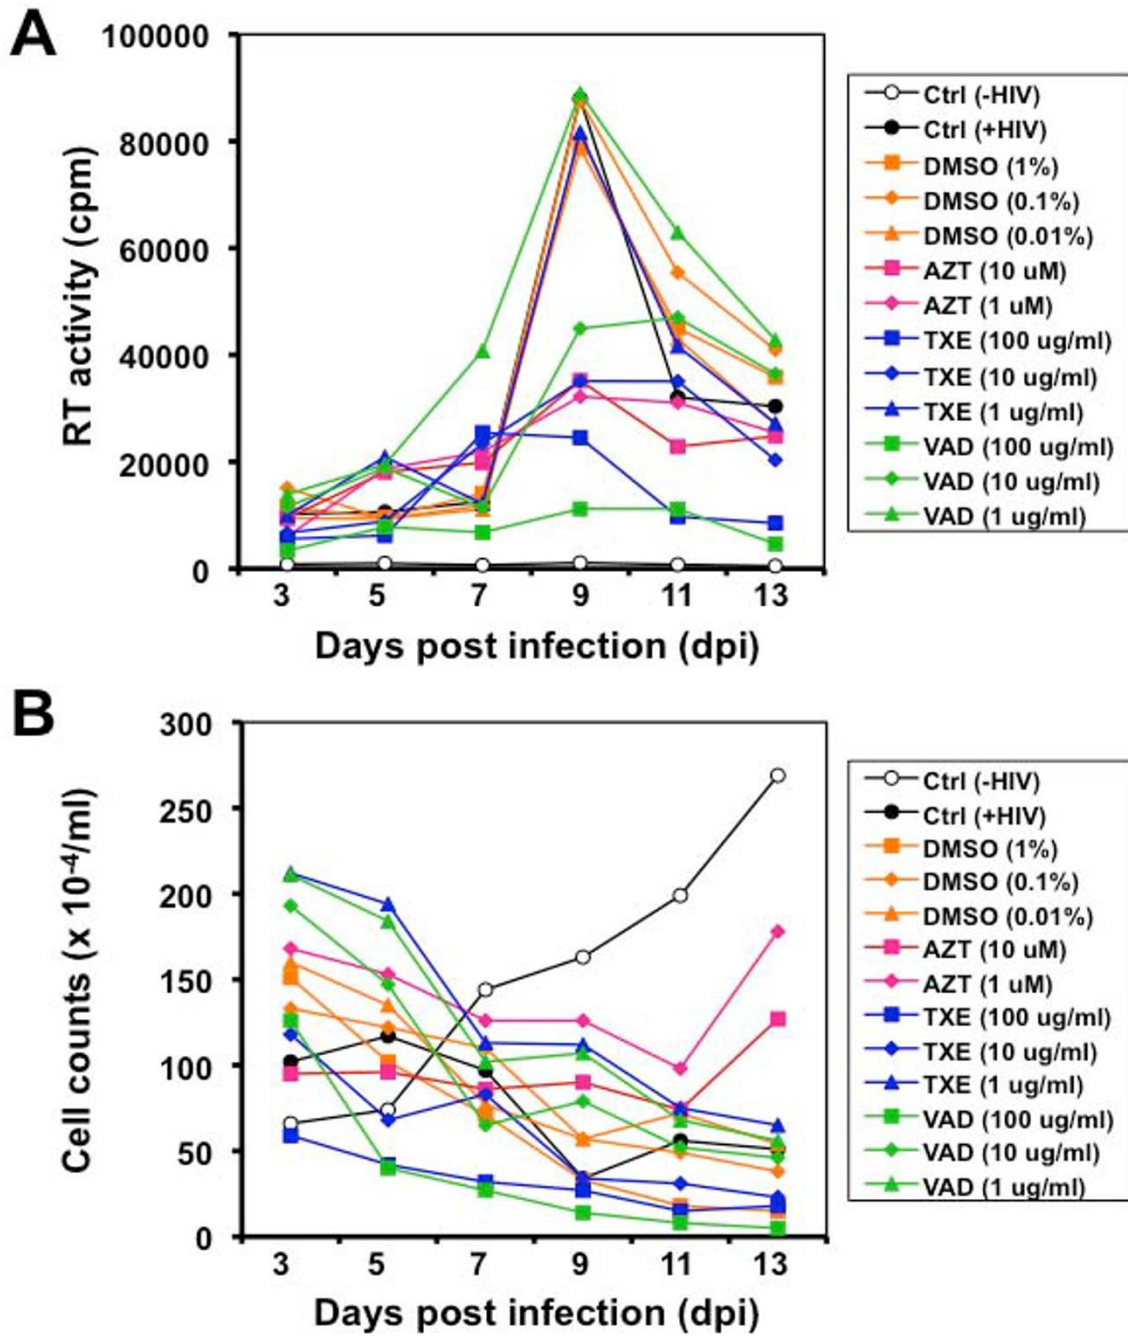 A
100000
80000
60000
40000
20000
0
RT activity (cpm)
3 5 7 9 11 13
Days post infection (dpi)
Ctrl (-HIV)
Ctrl (+HIV)
DMSO (1%)
DMSO (0.1%)
DMSO (0.01%)
AZT (10 uM)
AZT (1 uM)
TXE (100 ug/ml)
TXE (10 ug/ml)
TXE (1 ug/ml)
VAD (100 ug/ml)
VAD (10 ug/ml)
VAD (1 ug/ml)
B
300
250
200
150
100
50
0
Cell counts (x 10-4/ml)
3 5 7 9 11 13
Days post infection (dpi)
Ctrl (-HIV)
Ctrl (+HIV)
DMSO (1%)
DMSO (0.1%)
DMSO (0.01%)
AZT (10 uM)
AZT (1 uM)
TXE (100 ug/ml)
TXE (10 ug/ml)
TXE (1 ug/ml)
VAD (100 ug/ml)
VAD (10 ug/ml)
VAD (1 ug/ml)